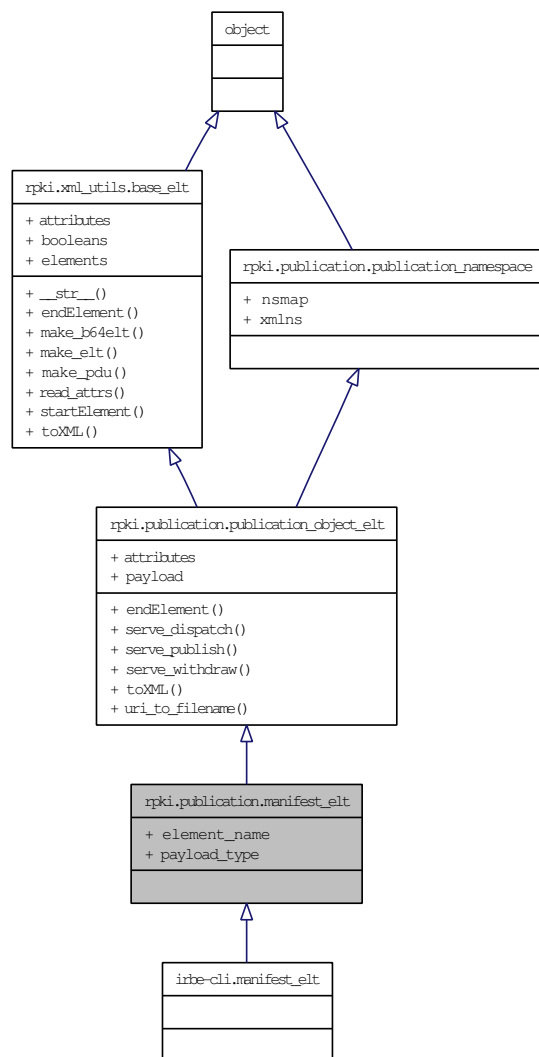 object
rpki.xml_utils.base_elt
+ attributes
+ booleans
+ elements
+ __str__()
+ endElement()
+ make_b64elt()
+ make_elt()
+ make_pdu()
+ read_attrs()
+ startElement()
+ toXML()
rpki.publication.publication_namespace
+ nsmap
+ xmlns
rpki.publication.publication_object_elt
+ attributes
+ payload
+ endElement()
+ serve_dispatch()
+ serve_publish()
+ serve_withdraw()
+ toXML()
+ uri_to_filename()
rpki.publication.manifest_elt
+ element_name
+ payload_type
irbe-cli.manifest_elt